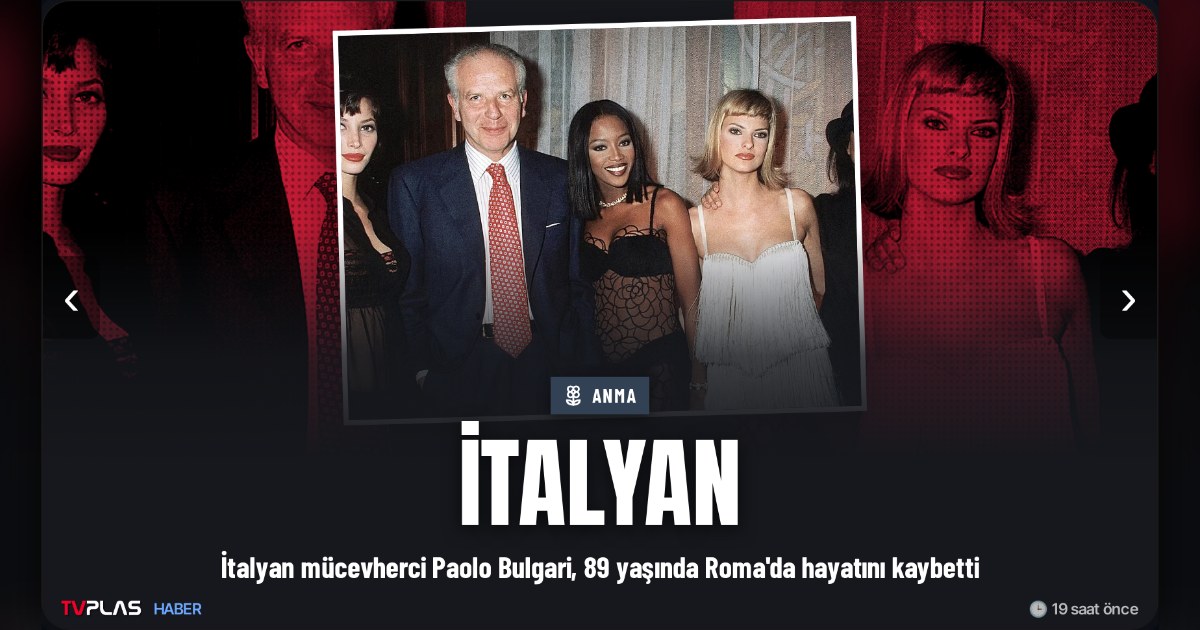 ANMA
İTALYAN
İtalyan mücevherci Paolo Bulgari, 89 yaşında Roma'da hayatını kaybetti
TVPLAS HABER
19 saat önce